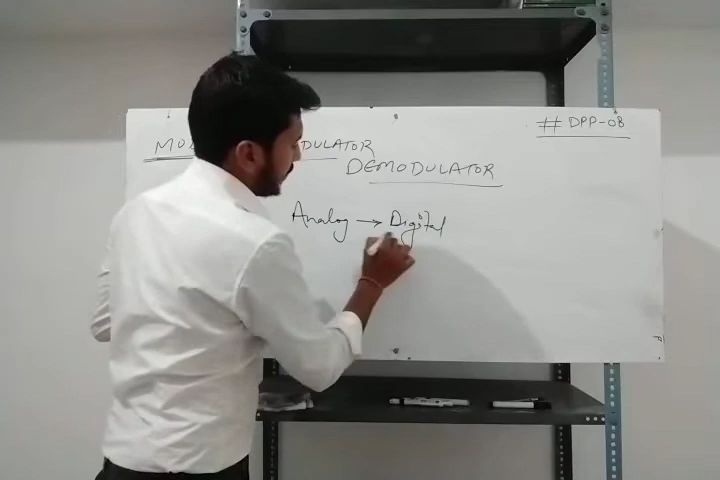 # DPP-08
DULATOR
DEMODULATOR
Analog → Digital